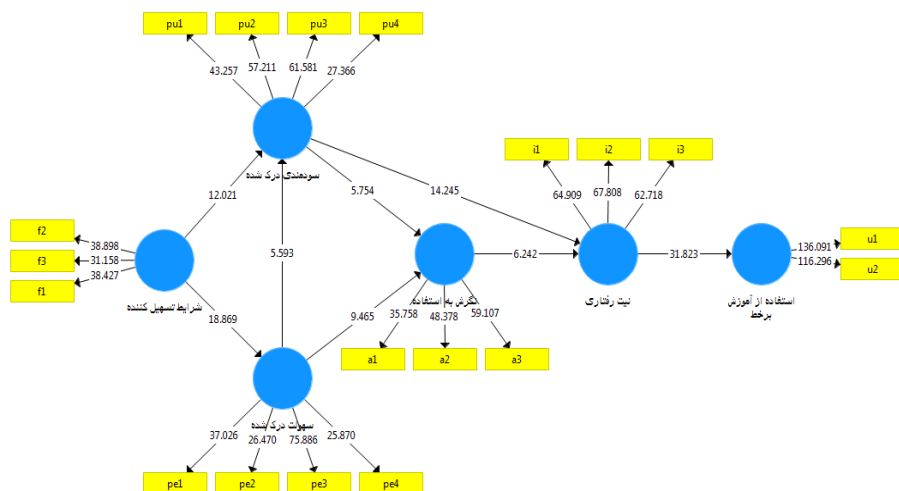 pu1
pu2
pu3
pu4
43.257
57.211
61.581
27.366
سودمندی درک شده
i1
i2
i3
64.909
67.808
62.718
12.021
5.754
14.245
f2
f3
f1
38.898
31.158
38.427
شرایط تسهیل کننده
5.593
6.242
نیت رفتاری
31.823
136.091
116.296
u1
u2
استفاده از آموزش
برخط
نگرش به استفاده
18.869
9.465
35.758
48.378
59.107
a1
a2
a3
سهولت درک شده
37.026
26.470
75.886
25.870
pe1
pe2
pe3
pe4